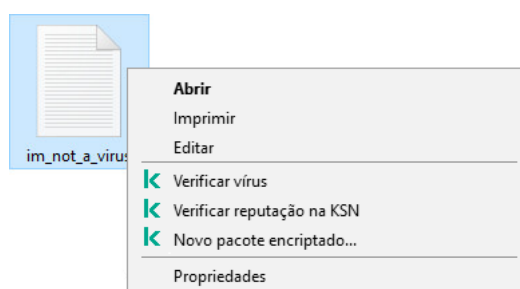 Abrir
Imprimir
Editar
im_not_a_virus
Verificar vírus
Verificar reputação na KSN
Novo pacote encriptado...
Propriedades